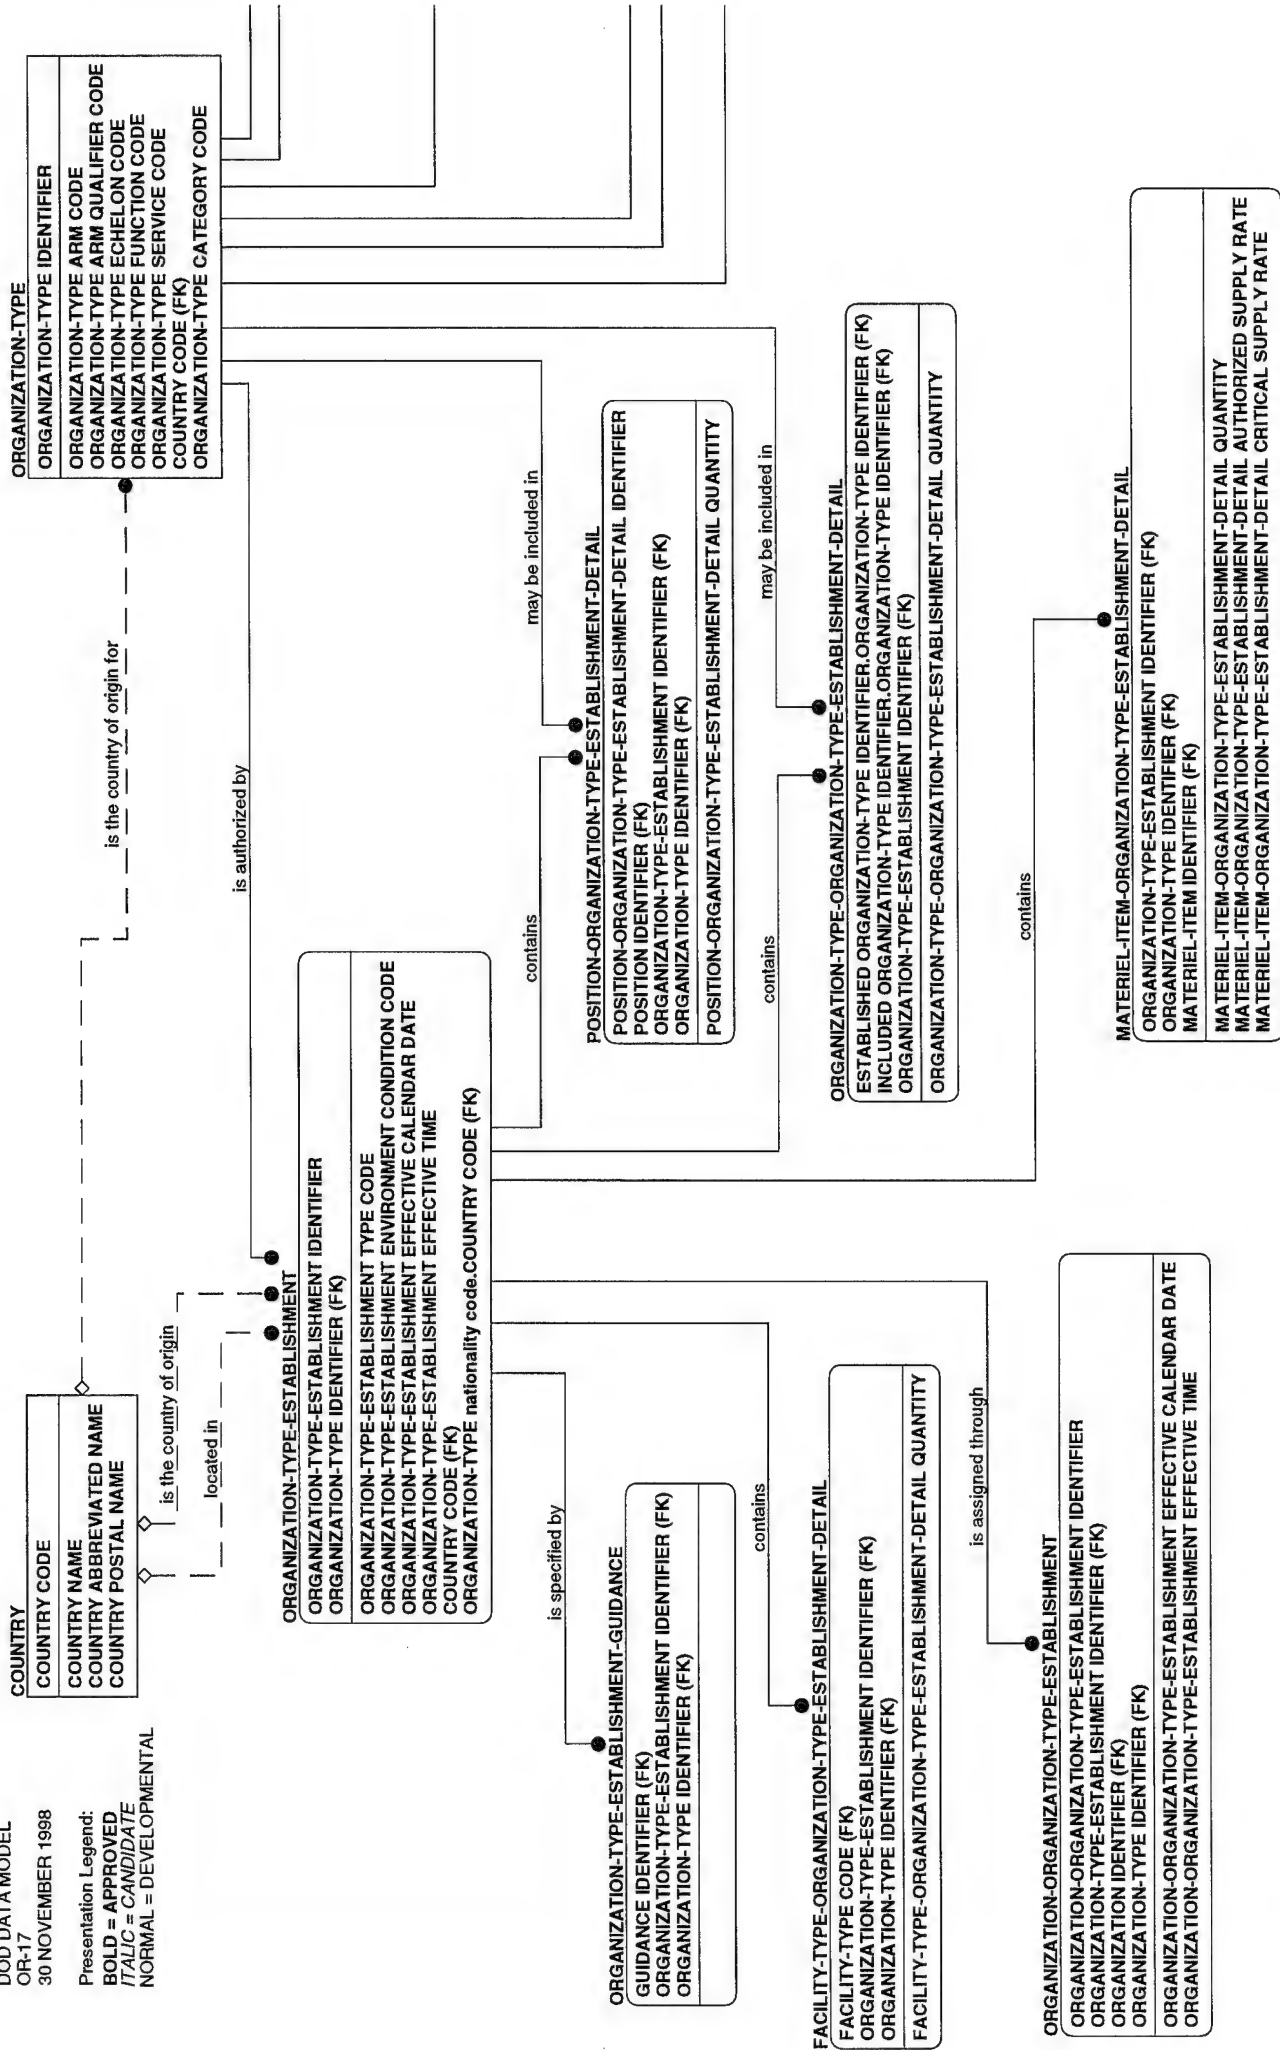 DOD DATA MODEL
OR-17
30 NOVEMBER 1998
Presentation Legend:
BOLD = APPROVED
ITALIC = CANDIDATE
NORMAL = DEVELOPMENTAL
COUNTRY
COUNTRY CODE
COUNTRY NAME
COUNTRY ABBREVIATED NAME
COUNTRY POSTAL NAME
is the country of origin
located in
is the country of origin for
ORGANIZATION-TYPE
ORGANIZATION-TYPE IDENTIFIER
ORGANIZATION-TYPE ARM CODE
ORGANIZATION-TYPE ARM QUALIFIER CODE
ORGANIZATION-TYPE ECHELON CODE
ORGANIZATION-TYPE FUNCTION CODE
ORGANIZATION-TYPE SERVICE CODE
COUNTRY CODE (FK)
ORGANIZATION-TYPE CATEGORY CODE
is authorized by
ORGANIZATION-TYPE-ESTABLISHMENT
ORGANIZATION-TYPE-ESTABLISHMENT IDENTIFIER
ORGANIZATION-TYPE IDENTIFIER (FK)
ORGANIZATION-TYPE-ESTABLISHMENT TYPE CODE
ORGANIZATION-TYPE-ESTABLISHMENT ENVIRONMENT CONDITION CODE
ORGANIZATION-TYPE-ESTABLISHMENT EFFECTIVE CALENDAR DATE
ORGANIZATION-TYPE-ESTABLISHMENT EFFECTIVE TIME
COUNTRY CODE (FK)
ORGANIZATION-TYPE nationality code.COUNTRY CODE (FK)
is specified by
contains
may be included in
ORGANIZATION-TYPE-ESTABLISHMENT-GUIDANCE
GUIDANCE IDENTIFIER (FK)
ORGANIZATION-TYPE-ESTABLISHMENT IDENTIFIER (FK)
ORGANIZATION-TYPE IDENTIFIER (FK)
POSITION-ORGANIZATION-TYPE-ESTABLISHMENT-DETAIL
POSITION-ORGANIZATION-TYPE-ESTABLISHMENT-DETAIL IDENTIFIER
POSITION IDENTIFIER (FK)
ORGANIZATION-TYPE-ESTABLISHMENT IDENTIFIER (FK)
ORGANIZATION-TYPE IDENTIFIER (FK)
POSITION-ORGANIZATION-TYPE-ESTABLISHMENT-DETAIL QUANTITY
contains
contains
may be included in
FACILITY-TYPE-ORGANIZATION-TYPE-ESTABLISHMENT-DETAIL
FACILITY-TYPE CODE (FK)
ORGANIZATION-TYPE-ESTABLISHMENT IDENTIFIER (FK)
ORGANIZATION-TYPE IDENTIFIER (FK)
FACILITY-TYPE-ORGANIZATION-TYPE-ESTABLISHMENT-DETAIL QUANTITY
ORGANIZATION-TYPE-ORGANIZATION-TYPE-ESTABLISHMENT-DETAIL
ESTABLISHED ORGANIZATION-TYPE IDENTIFIER.ORGANIZATION-TYPE IDENTIFIER (FK)
INCLUDED ORGANIZATION-TYPE IDENTIFIER.ORGANIZATION-TYPE IDENTIFIER (FK)
ORGANIZATION-TYPE-ESTABLISHMENT IDENTIFIER (FK)
ORGANIZATION-TYPE-ORGANIZATION-TYPE-ESTABLISHMENT-DETAIL QUANTITY
is assigned through
contains
ORGANIZATION-ORGANIZATION-TYPE-ESTABLISHMENT
ORGANIZATION-ORGANIZATION-TYPE-ESTABLISHMENT IDENTIFIER
ORGANIZATION-TYPE-ESTABLISHMENT IDENTIFIER (FK)
ORGANIZATION IDENTIFIER (FK)
ORGANIZATION-TYPE IDENTIFIER (FK)
ORGANIZATION-ORGANIZATION-TYPE-ESTABLISHMENT EFFECTIVE CALENDAR DATE
ORGANIZATION-ORGANIZATION-TYPE-ESTABLISHMENT EFFECTIVE TIME
MATERIEL-ITEM-ORGANIZATION-TYPE-ESTABLISHMENT-DETAIL
ORGANIZATION-TYPE-ESTABLISHMENT IDENTIFIER (FK)
ORGANIZATION-TYPE IDENTIFIER (FK)
MATERIEL-ITEM IDENTIFIER (FK)
MATERIEL-ITEM-ORGANIZATION-TYPE-ESTABLISHMENT-DETAIL QUANTITY
MATERIEL-ITEM-ORGANIZATION-TYPE-ESTABLISHMENT-DETAIL AUTHORIZED SUPPLY RATE
MATERIEL-ITEM-ORGANIZATION-TYPE-ESTABLISHMENT-DETAIL CRITICAL SUPPLY RATE